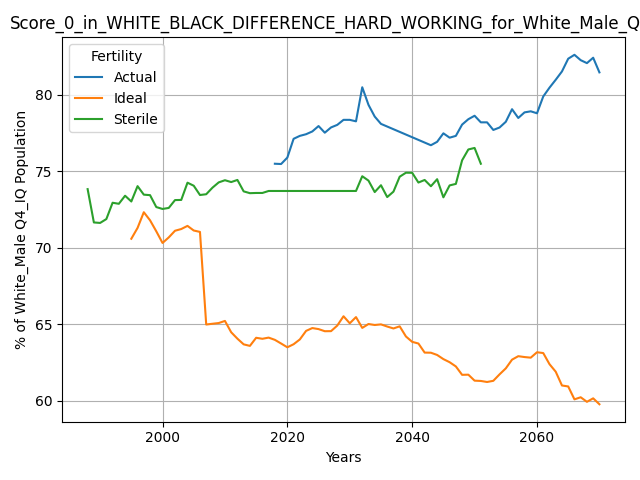 Score_0_in_WHITE_BLACK_DIFFERENCE_HARD_WORKING_for_White_Male_Q
Fertility
Actual
Ideal
Sterile
80
75
70
65
60
% of White_Male Q4_IQ Population
2000 2020 2040 2060
Years